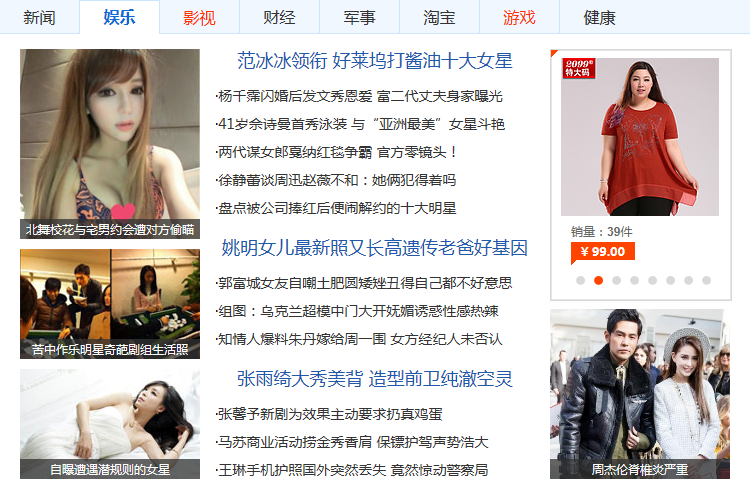 新闻
娱乐
影视
财经
军事
淘宝
游戏
健康
北舞校花与宅男约会遭对方偷瞄
苦中作乐明星奇葩剧组生活照
自曝遭遇潜规则的女星
范冰冰领衔 好莱坞打酱油十大女星
·杨千霈闪婚后发文秀恩爱 富二代丈夫身家曝光
·41岁佘诗曼首秀泳装 与“亚洲最美”女星斗艳
·两代谋女郎戛纳红毯争霸 官方零镜头！
·徐静蕾谈周迅赵薇不和：她俩犯得着吗
·盘点被公司捧红后便闹解约的十大明星
姚明女儿最新照又长高遗传老爸好基因
·郭富城女友自嘲土肥圆矮矬丑得自己都不好意思
·组图：乌克兰超模中门大开妩媚诱惑性感热辣
·知情人爆料朱丹嫁给周一围 女方经纪人未否认
张雨绮大秀美背 造型前卫纯澈空灵
·张馨予新剧为效果主动要求扔真鸡蛋
·马苏商业活动捞金秀香肩 保镖护驾声势浩大
·王琳手机护照国外突然丢失 竟然惊动警察局
2099®
特大码
销量：39件
¥ 99.00
周杰伦脊椎炎严重